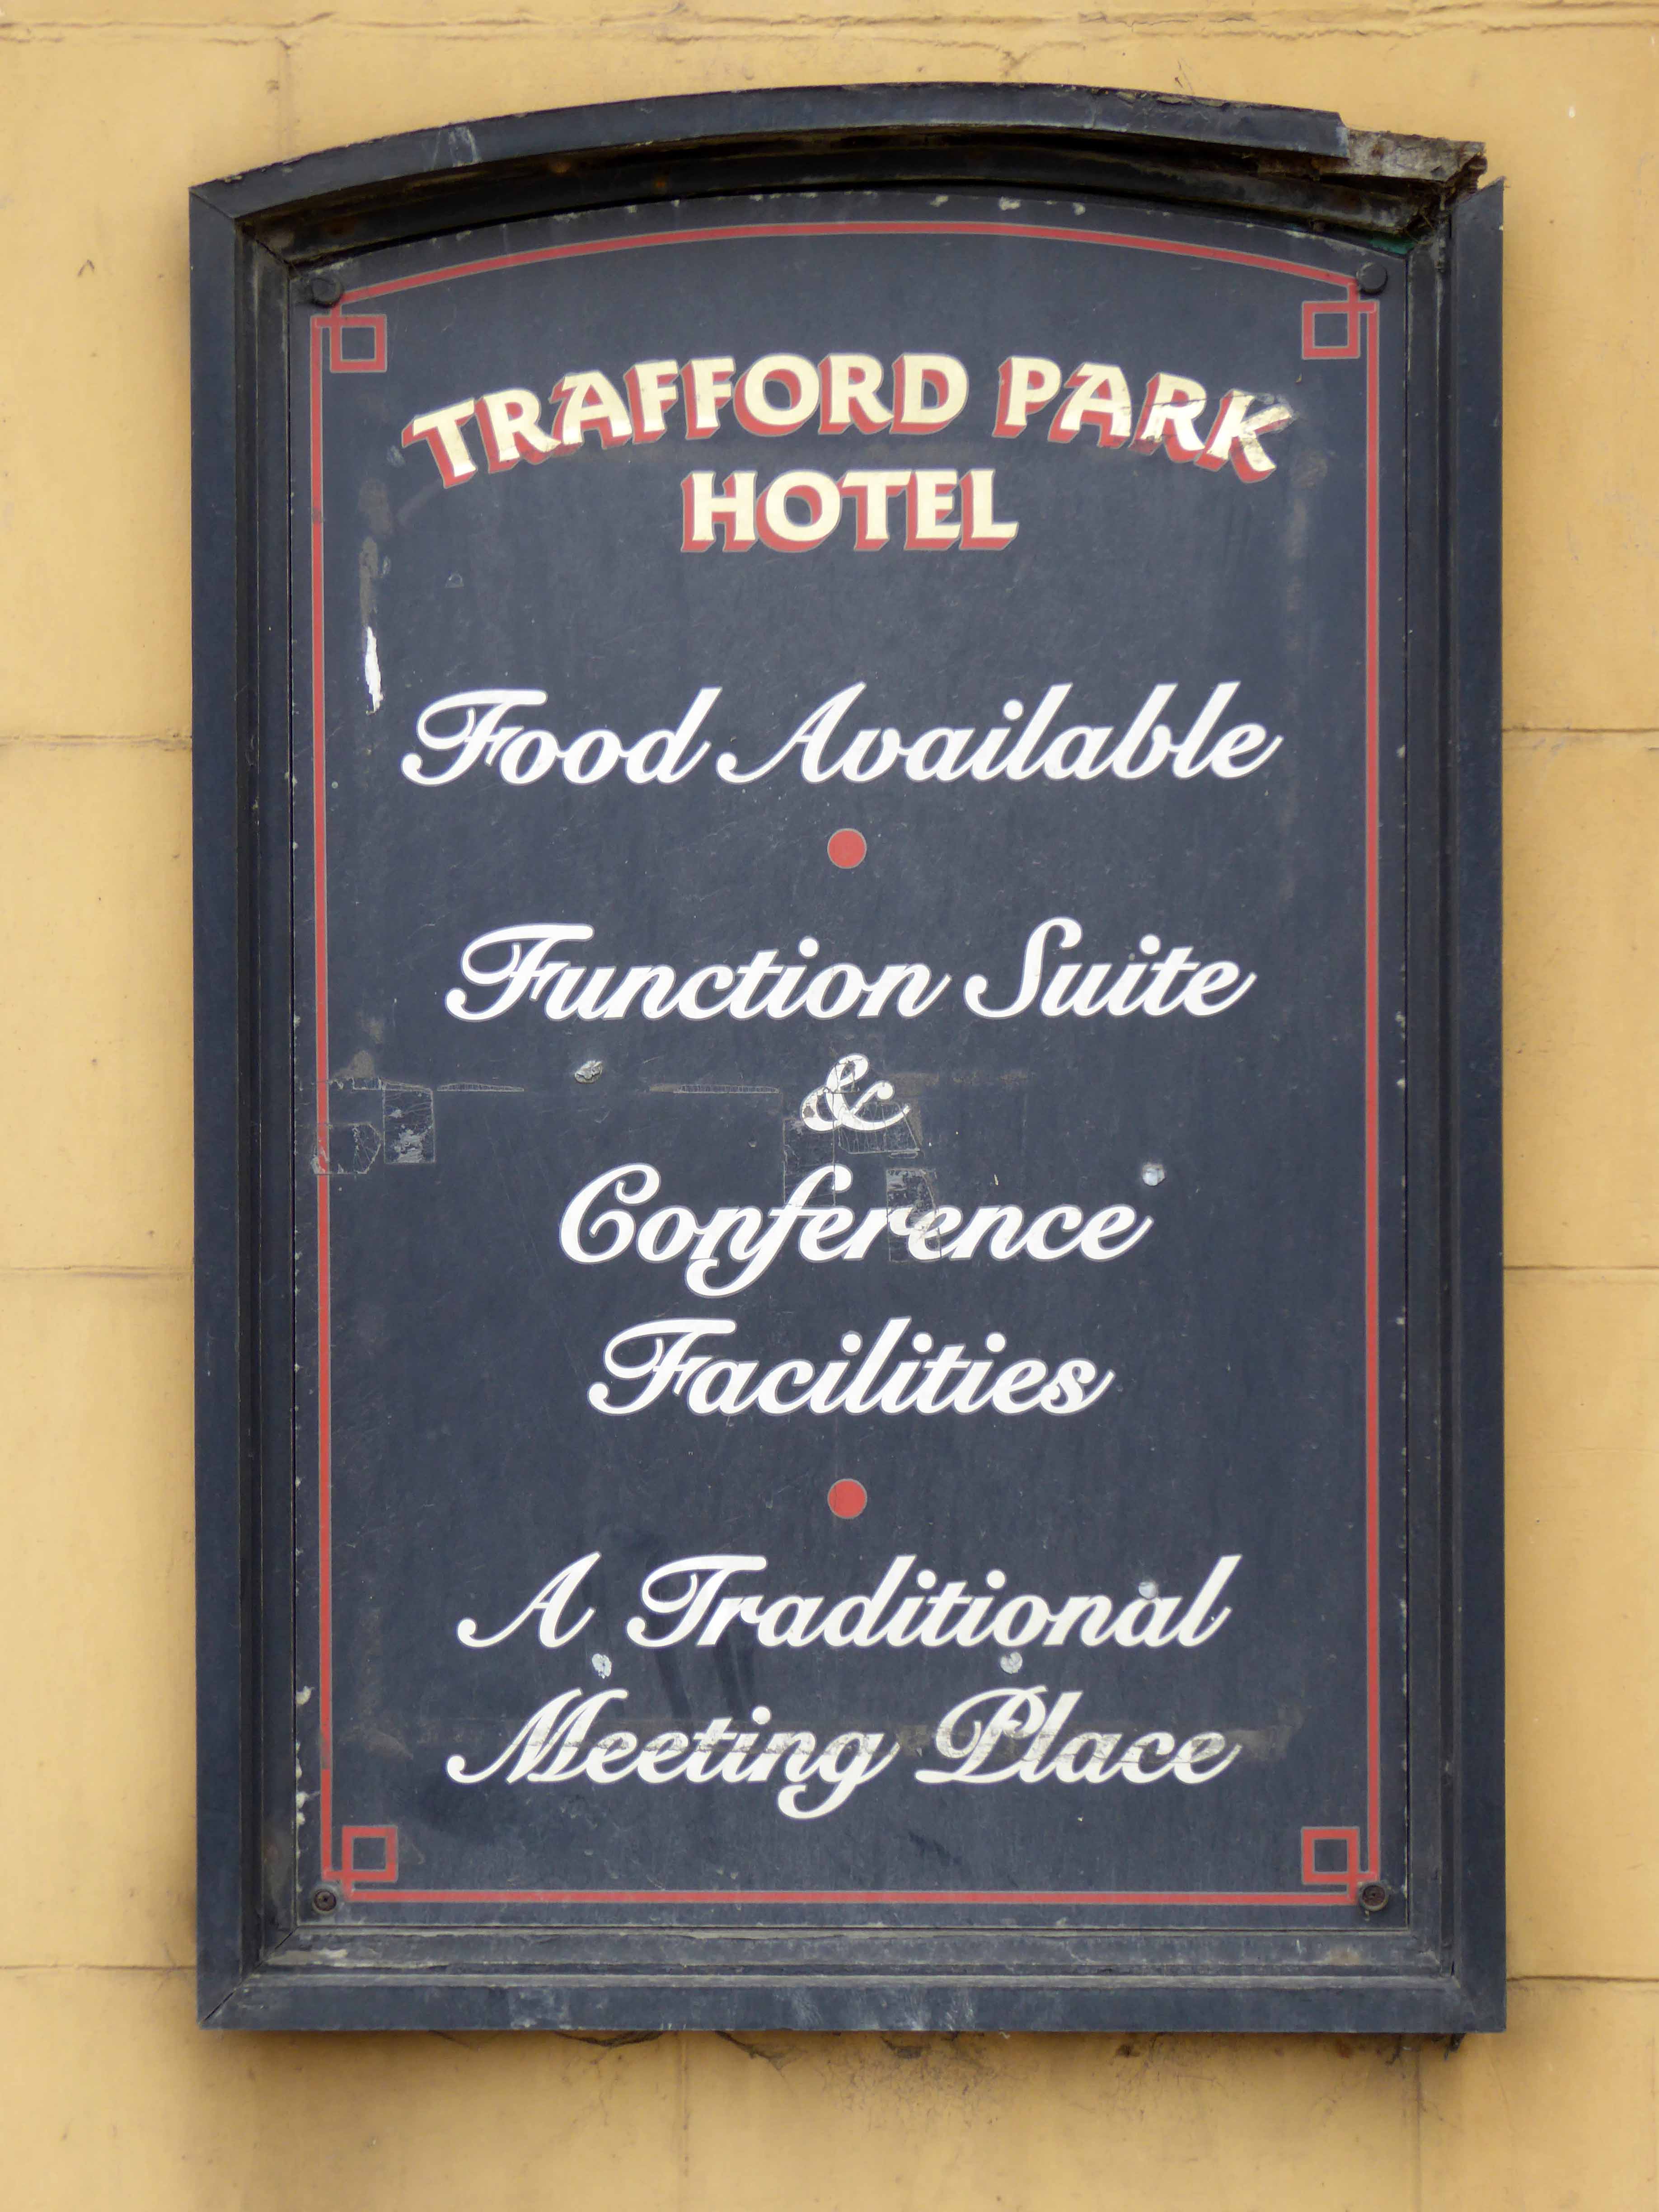 TRAFFORD PARK
HOTEL
Food Available
Function Suite
&
Conference
Facilities
A Traditional
Meeting Place